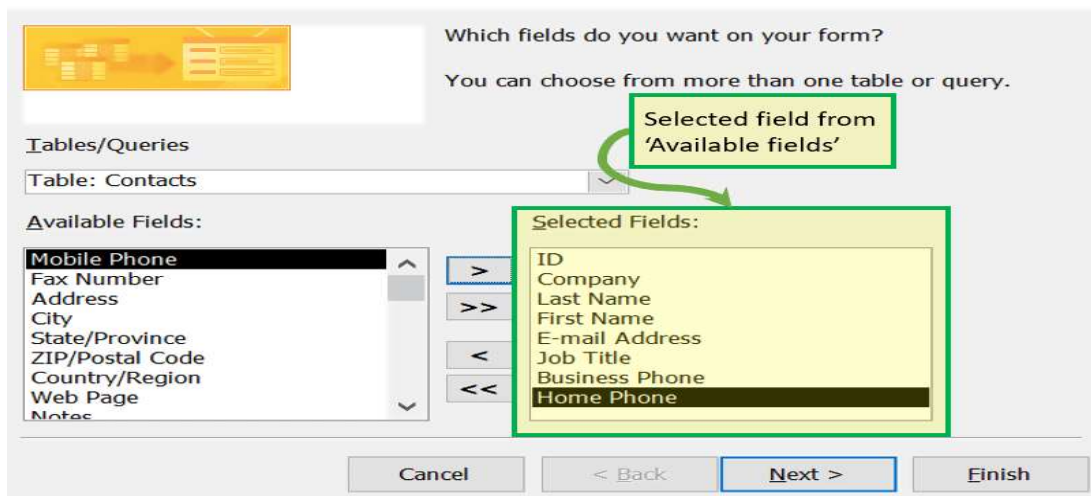 Which fields do you want on your form?
You can choose from more than one table or query.
Selected field from
‘Available fields’
Tables/Queries
Table: Contacts
Available Fields:
Mobile Phone
Fax Number
Address
City
State/Province
ZIP/Postal Code
Country/Region
Web Page
Notes
>
>>
<
<<
Selected Fields:
ID
Company
Last Name
First Name
E-mail Address
Job Title
Business Phone
Home Phone
Cancel
< Back
Next >
Finish